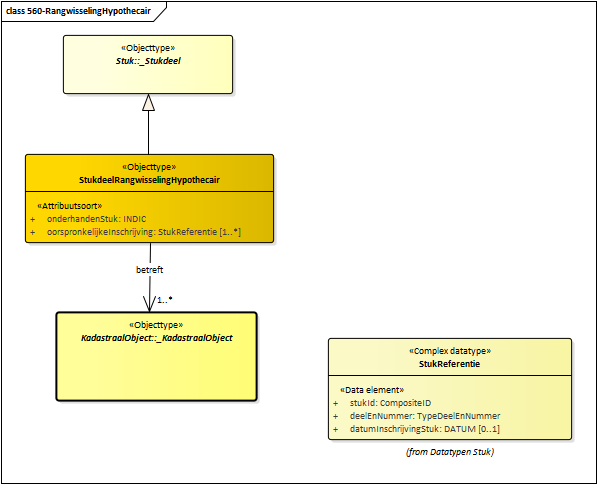 class 560-RangwisselingHypothecair
«Objecttype»
Stuk::_Stukdeel
«Objecttype»
StukdeelRangwisselingHypothecair
«Attribuutsoort»
+ onderhandenStuk: INDIC
+ oorspronkelijkeInschrijving: StukReferentie [1..*]
betreft
1..*
«Objecttype»
KadastraalObject::_KadastraalObject
«Complex datatype»
StukReferentie
«Data element»
+ stukId: CompositeID
+ deelEnNummer: TypeDeelEnNummer
+ datumInschrijvingStuk: DATUM [0..1]
(from Datatypen Stuk)